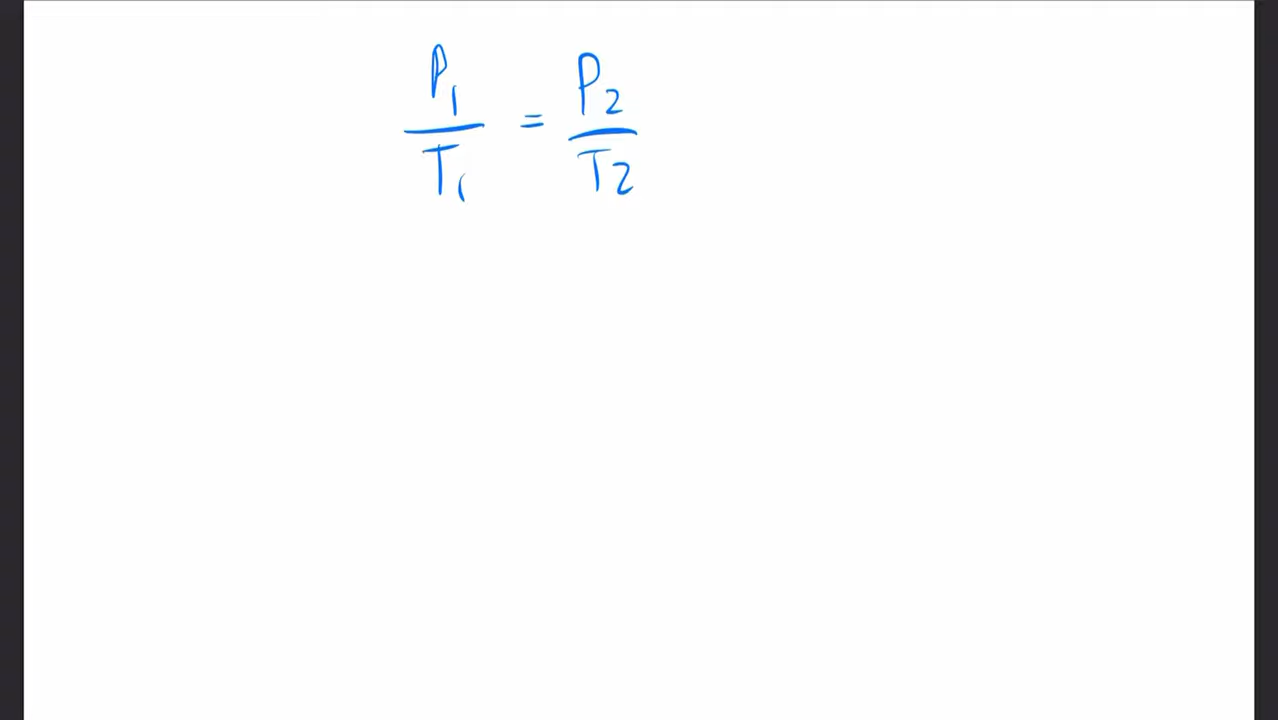 P₁/T₁ = P₂/T₂